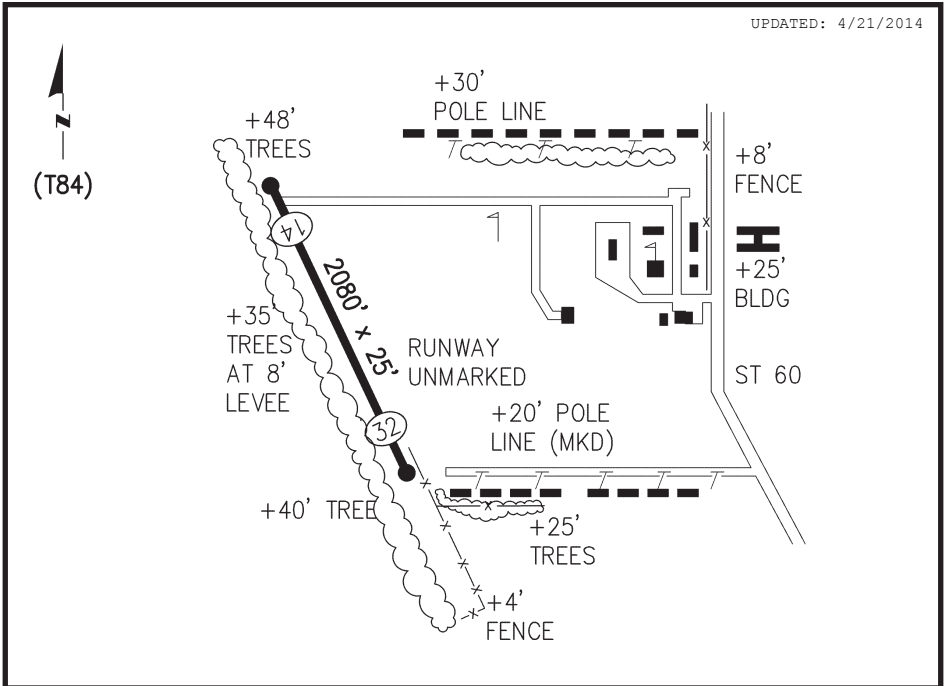 UPDATED: 4/21/2014
N
(T84)
+48'
TREES
+30'
POLE LINE
+8'
FENCE
H
+25'
BLDG
14
2080' x 25'
+35'
TREES
AT 8'
LEVEE
RUNWAY
UNMARKED
ST 60
+20' POLE
LINE (MKD)
32
+40' TREE
+25'
TREES
+4'
FENCE